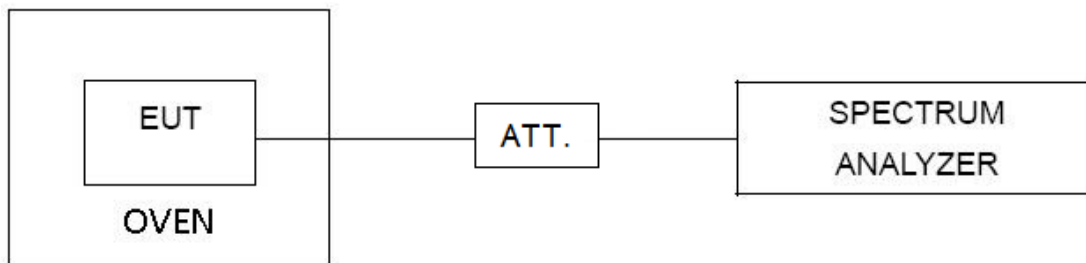 EUT
OVEN
ATT.
SPECTRUM
ANALYZER